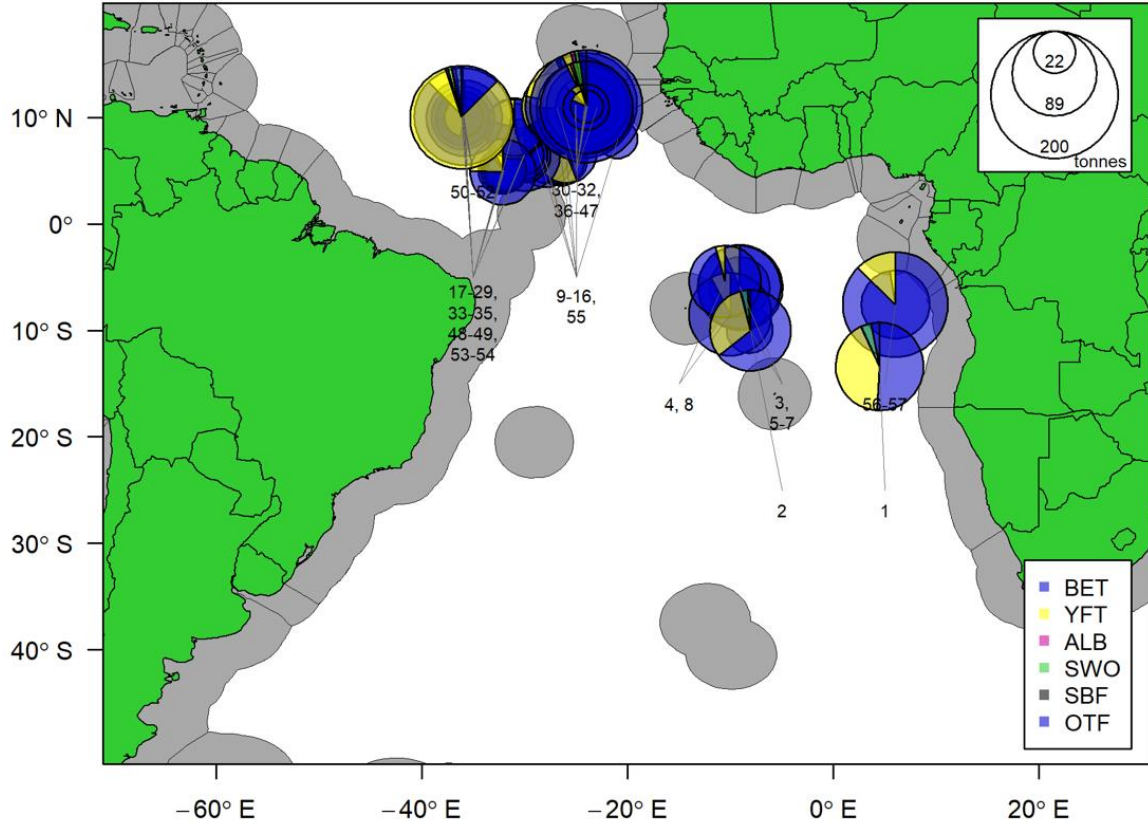 22
89
200
tonnes
10° N
0°
10° S
20° S
30° S
40° S
50-52
30-32,
36-47
17-29,
33-35,
48-49,
53-54
9-16,
55
4, 8
3,
5-7
56-57
2
1
BET
YFT
ALB
SWO
SBF
OTF
−60° E
−40° E
−20° E
0° E
20° E